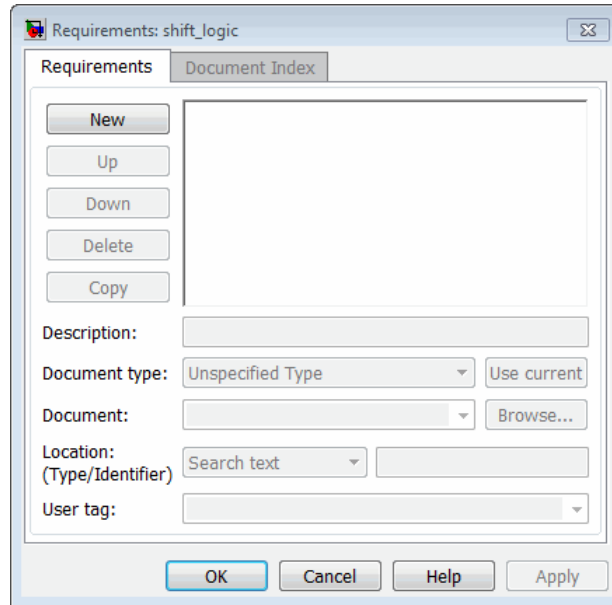 Requirements: shift_logic
Requirements Document Index
New
Up
Down
Delete
Copy
Description:
Document type: Unspecified Type Use current
Document: Browse...
Location:
(Type/Identifier) Search text
User tag:
OK Cancel Help Apply